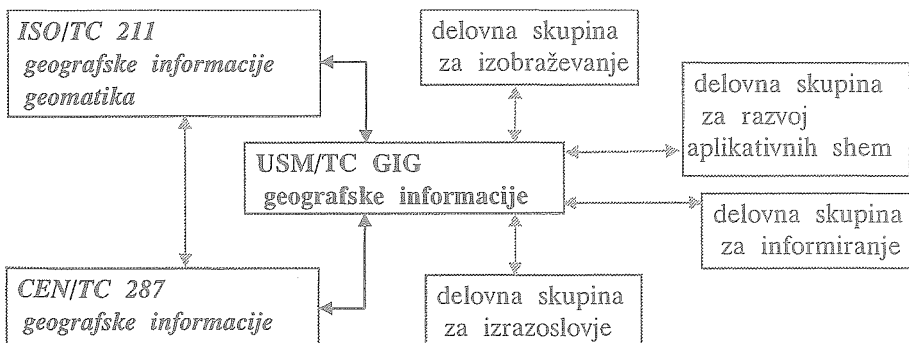 ISO/TC 211
geografske informacije
geomatika
delovna skupina
za izobraževanje
delovna skupina
za razvoj
aplikativnih shem
USM/TC GIG
geografske informacije
delovna skupina
za informiranje
CEN/TC 287
geografske informacije
delovna skupina
za izrazoslovje